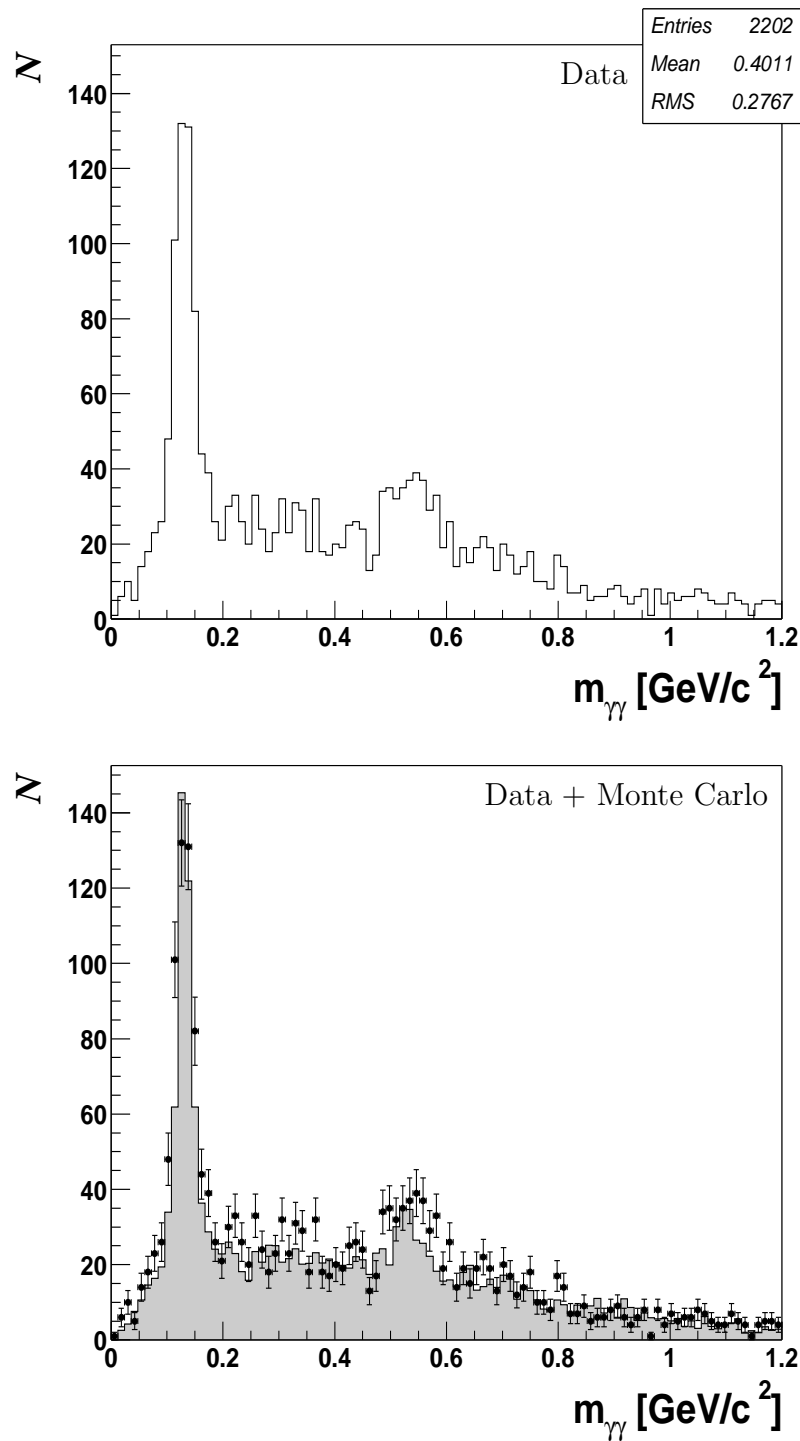 Entries 2202
Mean 0.4011
RMS 0.2767
Data
N
140
120
100
80
60
40
20
0
0 0.2 0.4 0.6 0.8 1 1.2
mγγ [GeV/c 2]
Data + Monte Carlo
N
140
120
100
80
60
40
20
0
0 0.2 0.4 0.6 0.8 1 1.2
mγγ [GeV/c 2]